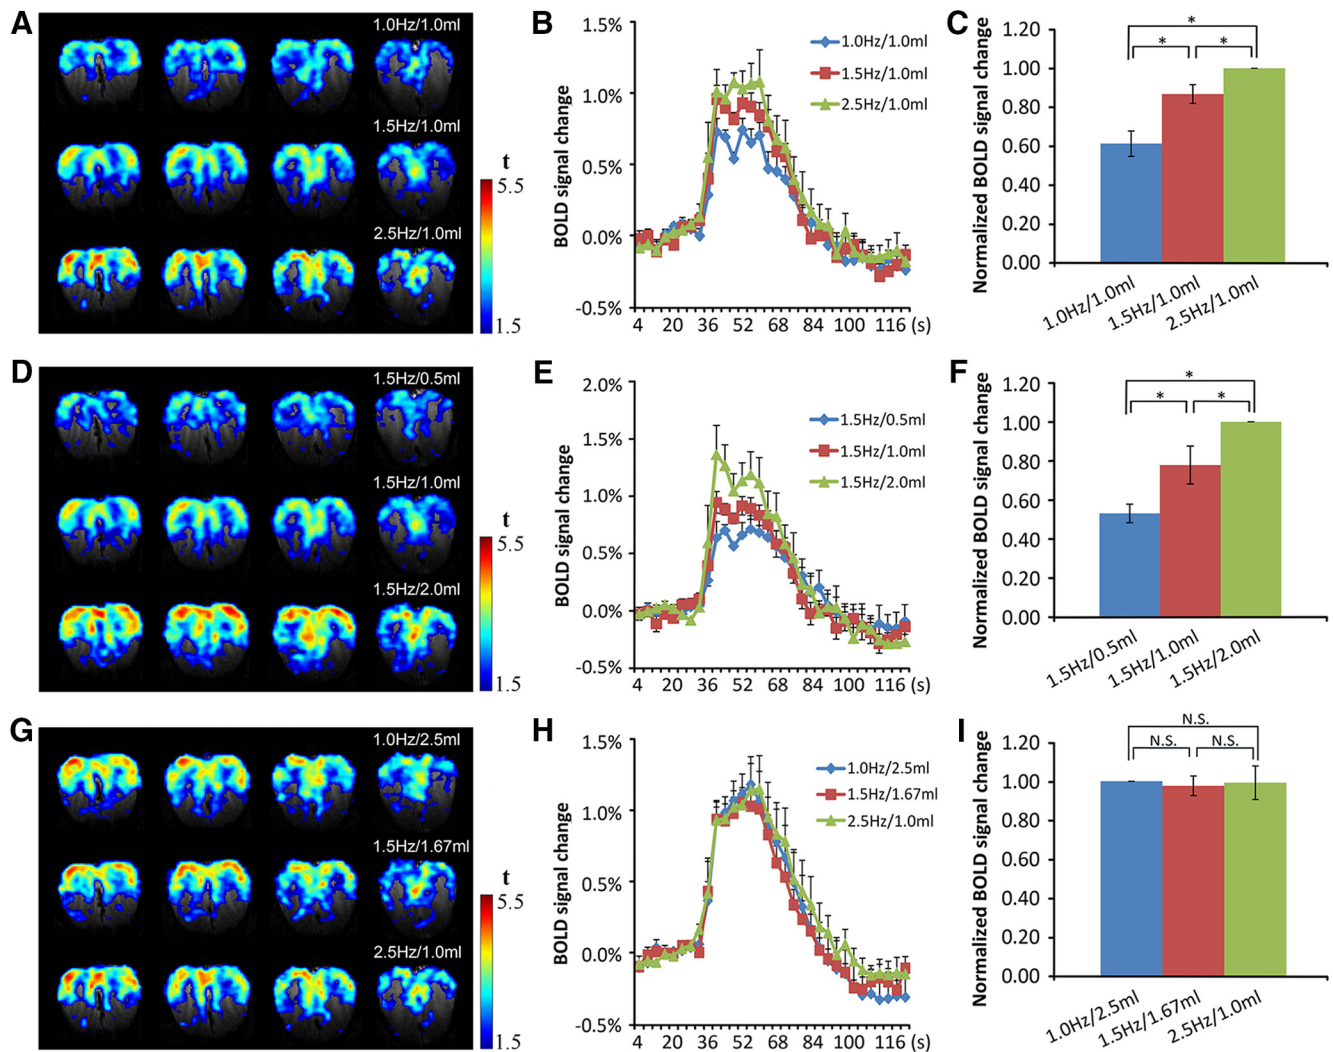 A
1.0Hz/1.0ml
1.5Hz/1.0ml
2.5Hz/1.0ml
t
5.5
1.5
B
BOLD signal change
1.5%
1.0%
0.5%
0.0%
-0.5%
4 20 36 52 68 84 100 116 (s)
1.0Hz/1.0ml
1.5Hz/1.0ml
2.5Hz/1.0ml
C
Normalized BOLD signal change
1.20
1.00
0.80
0.60
0.40
0.20
0.00
*
* *
1.0Hz/1.0ml 1.5Hz/1.0ml 2.5Hz/1.0ml
D
1.5Hz/0.5ml
1.5Hz/1.0ml
1.5Hz/2.0ml
t
5.5
1.5
E
BOLD signal change
2.0%
1.5%
1.0%
0.5%
0.0%
-0.5%
4 20 36 52 68 84 100 116 (s)
1.5Hz/0.5ml
1.5Hz/1.0ml
1.5Hz/2.0ml
F
Normalized BOLD signal change
1.20
1.00
0.80
0.60
0.40
0.20
0.00
*
* *
1.5Hz/0.5ml 1.5Hz/1.0ml 1.5Hz/2.0ml
G
1.0Hz/2.5ml
1.5Hz/1.67ml
2.5Hz/1.0ml
t
5.5
1.5
H
BOLD signal change
1.5%
1.0%
0.5%
0.0%
-0.5%
4 20 36 52 68 84 100 116 (s)
1.0Hz/2.5ml
1.5Hz/1.67ml
2.5Hz/1.0ml
I
Normalized BOLD signal change
1.20
1.00
0.80
0.60
0.40
0.20
0.00
N.S.
N.S. N.S.
1.0Hz/2.5ml 1.5Hz/1.67ml 2.5Hz/1.0ml